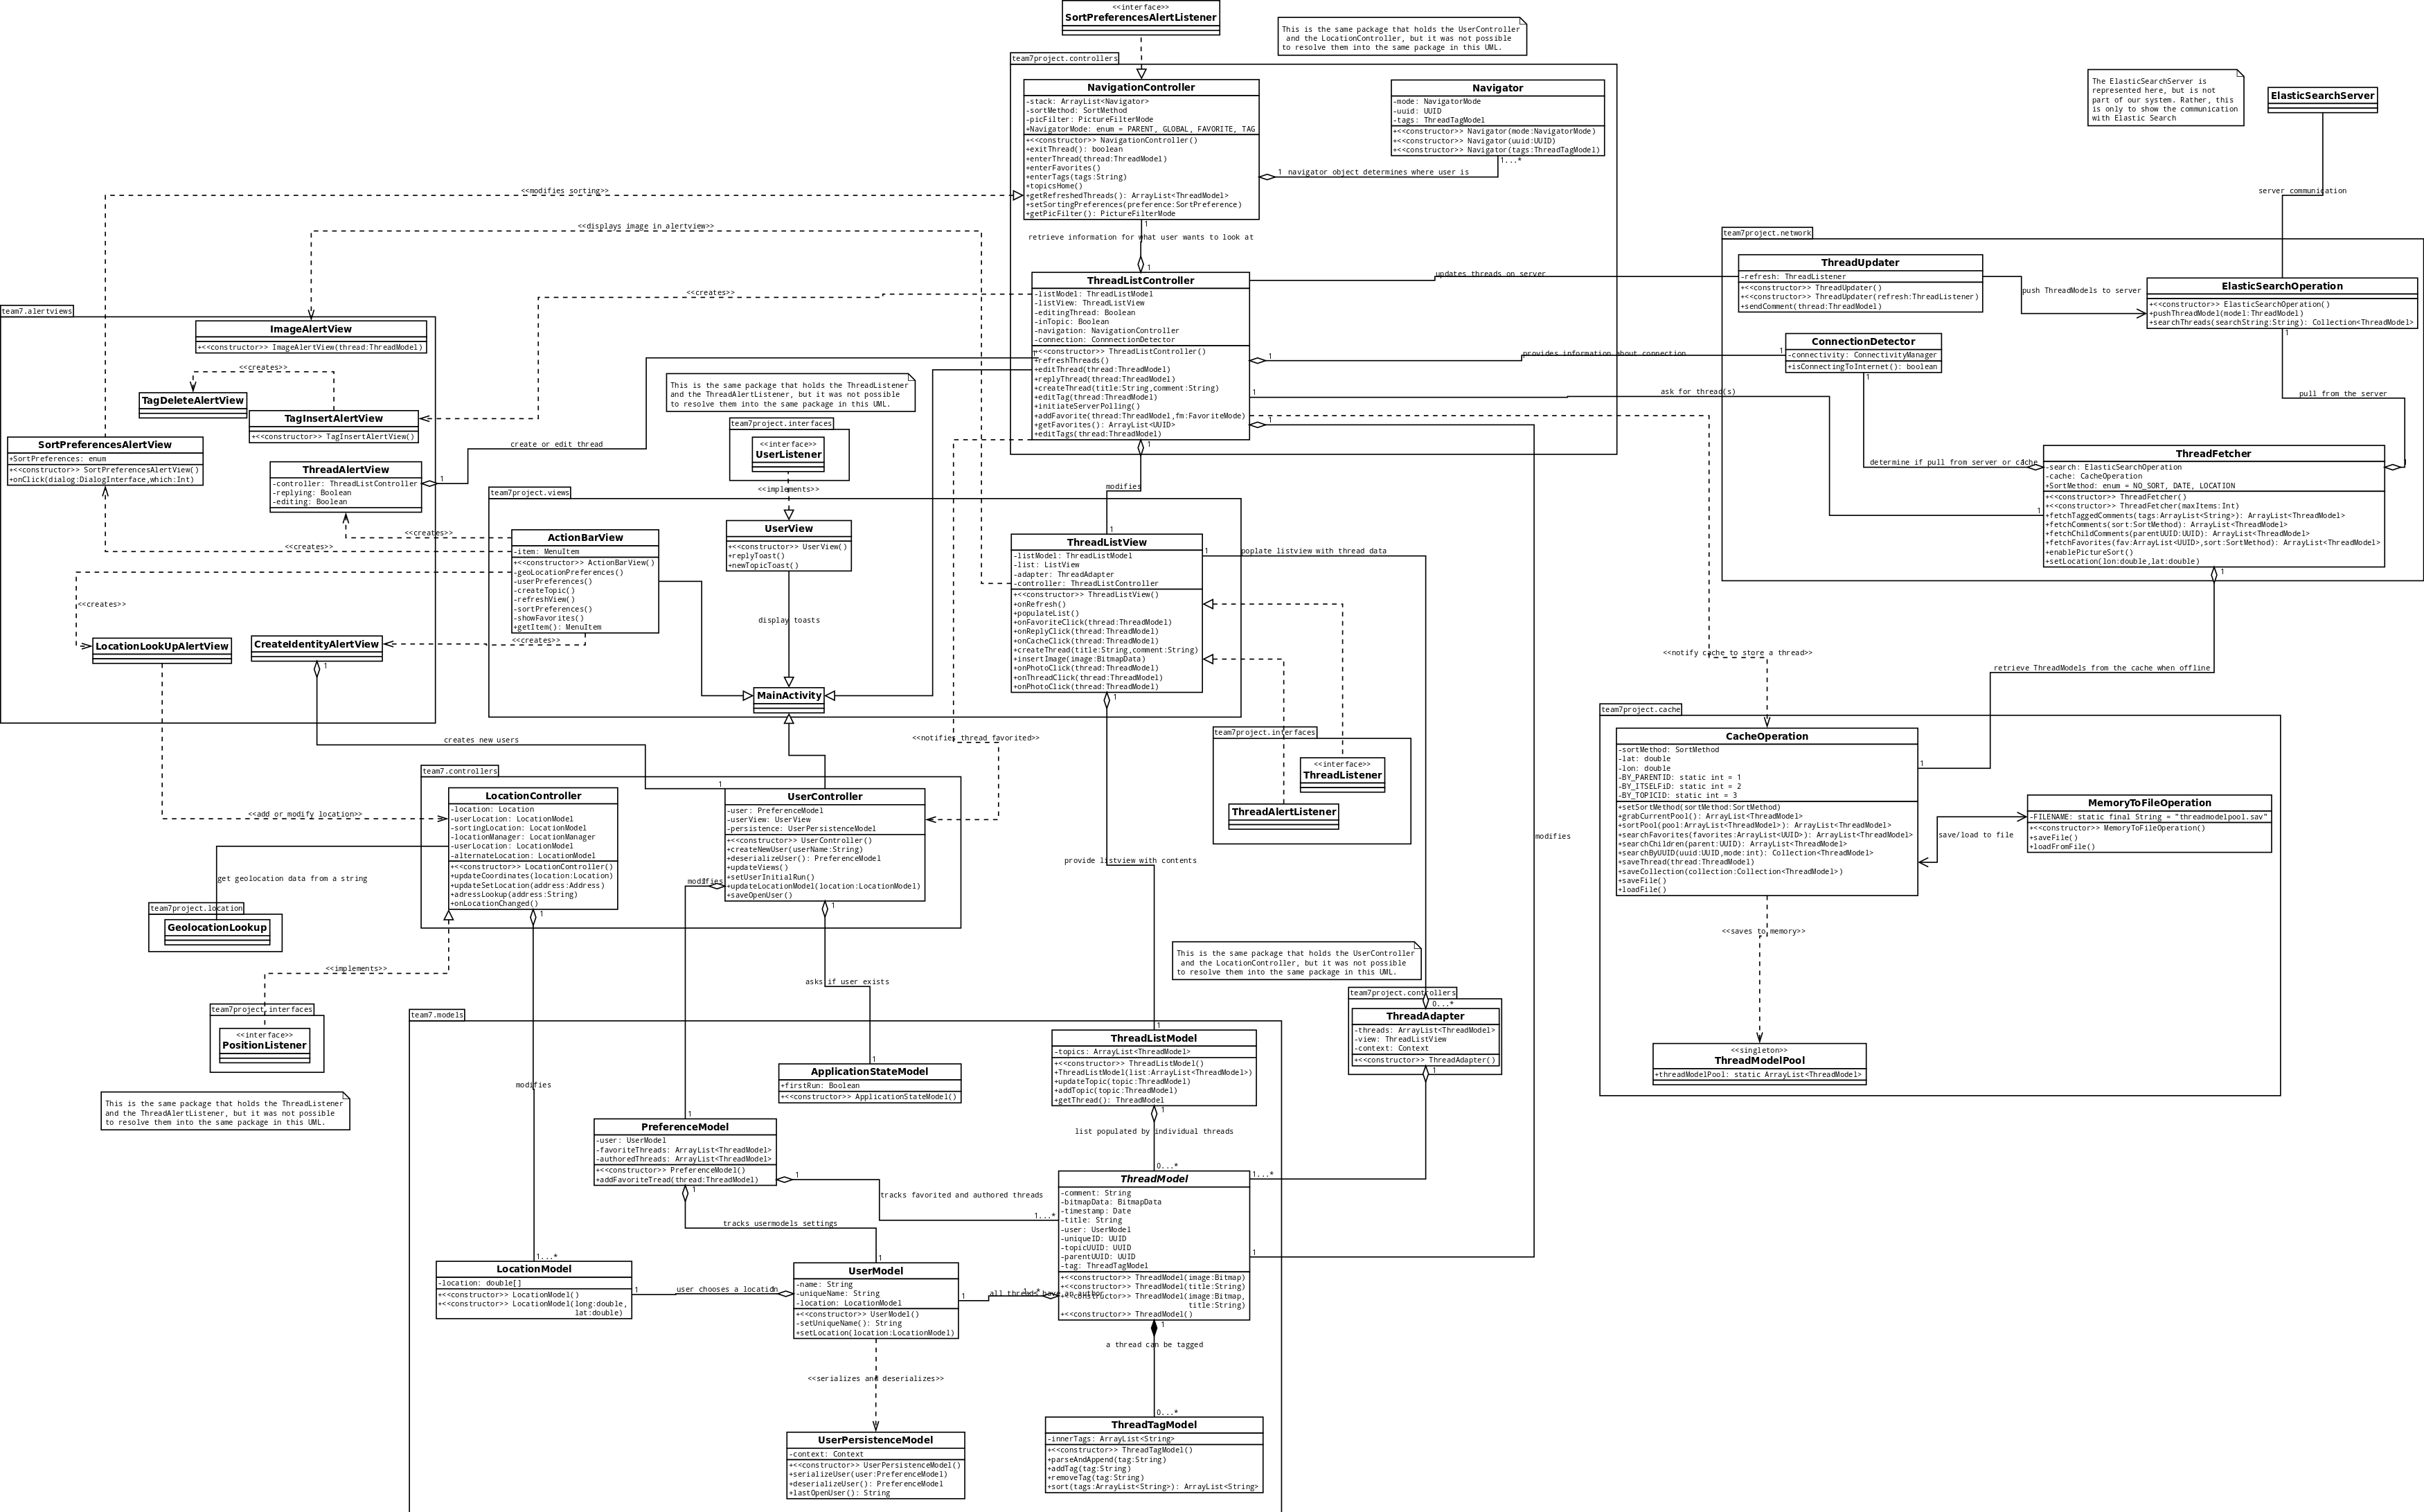 <<interface>>
SortPreferencesAlertListener
This is the same package that holds the UserController
and the LocationController, but it was not possible
to resolve them into the same package in this UML.
team7project.controllers
NavigationController
-stack: ArrayList<Navigator>
-sortMethod: SortMethod
-picFilter: PictureFilterMode
+NavigatorMode: enum = PARENT, GLOBAL, FAVORITE, TAG
+<<constructor>> NavigationController()
+exitThread(): boolean
+enterThread(thread:ThreadModel)
+enterFavorites()
+enterTags(tags:String)
+topicsHome()
+getRefreshedThreads(): ArrayList<ThreadModel>
+setSortingPreferences(preference:SortPreference)
+getPicFilter(): PictureFilterMode
Navigator
-mode: NavigatorMode
-uuid: UUID
-tags: ThreadTagModel
+<<constructor>> Navigator(mode:NavigatorMode)
+<<constructor>> Navigator(uuid:UUID)
+<<constructor>> Navigator(tags:ThreadTagModel)
1...*
1 navigator object determines where user is
The ElasticSearchServer is
represented here, but is not
part of our system. Rather, this
is only to show the communication
with Elastic Search
ElasticSearchServer
server communication
<<modifies sorting>>
<<displays image in alertview>>
1
retrieve information for what user wants to look at
1
ThreadListController
-listModel: ThreadListModel
-listView: ThreadListView
-editingThread: Boolean
-inTopic: Boolean
-navigation: NavigationController
-connection: ConnnectionDetector
+<<constructor>> ThreadListController()
+refreshThreads()
+editThread(thread:ThreadModel)
+replyThread(thread:ThreadModel)
+createThread(title:String,comment:String)
+editTag(thread:ThreadModel)
+initiateServerPolling()
+addFavorite(thread:ThreadModel,fm:FavoriteMode)
+getFavorites(): ArrayList<UUID>
+editTags(thread:ThreadModel)
1
1
1
1
1
updates threads on server
provides information about connection
ask for thread(s)
team7project.network
ThreadUpdater
-refresh: ThreadListener
+<<constructor>> ThreadUpdater()
+<<constructor>> ThreadUpdater(refresh:ThreadListener)
+sendComment(thread:ThreadModel)
push ThreadModels to server
ElasticSearchOperation
+<<constructor>> ElasticSearchOperation()
+pushThreadModel(model:ThreadModel)
+searchThreads(searchString:String): Collection<ThreadModel>
1
1
ConnectionDetector
-connectivity: ConnectivityManager
+isConnectingToInternet(): boolean
1
pull from the server
determine if pull from server or cache
1
1
ThreadFetcher
-search: ElasticSearchOperation
-cache: CacheOperation
+SortMethod: enum = NO_SORT, DATE, LOCATION
+<<constructor>> ThreadFetcher()
+<<constructor>> ThreadFetcher(maxItems:Int)
+fetchTaggedComments(tags:ArrayList<String>): ArrayList<ThreadModel>
+fetchComments(sort:SortMethod): ArrayList<ThreadModel>
+fetchChildComments(parentUUID:UUID): ArrayList<ThreadModel>
+fetchFavorites(fav:ArrayList<UUID>,sort:SortMethod): ArrayList<ThreadModel>
+enablePictureSort()
+setLocation(lon:double,lat:double)
1
1
team7.alertviews
<<creates>>
ImageAlertView
+<<constructor>> ImageAlertView(thread:ThreadModel)
<<creates>>
TagDeleteAlertView
TagInsertAlertView
+<<constructor>> TagInsertAlertView()
SortPreferencesAlertView
+SortPreferences: enum
+<<constructor>> SortPreferencesAlertView()
+onClick(dialog:DialogInterface,which:Int)
ThreadAlertView
-controller: ThreadListController
-replying: Boolean
-editing: Boolean
1
create or edit thread
<<creates>>
<<creates>>
<<creates>>
<<creates>>
LocationLookUpAlertView
CreateIdentityAlertView
1
This is the same package that holds the ThreadListener
and the ThreadAlertListener, but it was not possible
to resolve them into the same package in this UML.
team7project.interfaces
<<interface>>
UserListener
<<implements>>
team7project.views
ActionBarView
-item: MenuItem
+<<constructor>> ActionBarView()
-geoLocationPreferences()
-userPreferences()
-createTopic()
-refreshView()
-sortPreferences()
-showFavorites()
+getItem(): MenuItem
UserView
+<<constructor>> UserView()
+replyToast()
+newTopicToast()
display toasts
MainActivity
modifies
1
ThreadListView
-listModel: ThreadListModel
-list: ListView
-adapter: ThreadAdapter
-controller: ThreadListController
+<<constructor>> ThreadListView()
+onRefresh()
+populateList()
+onFavoriteClick(thread:ThreadModel)
+onReplyClick(thread:ThreadModel)
+onCacheClick(thread:ThreadModel)
+createThread(title:String,comment:String)
+insertImage(image:BitmapData)
+onPhotoClick(thread:ThreadModel)
+onThreadClick(thread:ThreadModel)
+onPhotoClick(thread:ThreadModel)
1
1
poplate listview with thread data
<<notify cache to store a thread>>
retrieve ThreadModels from the cache when offline
creates new users
<<notifies thread favorited>>
team7project.interfaces
<<interface>>
ThreadListener
ThreadAlertListener
team7project.cache
CacheOperation
-sortMethod: SortMethod
-lat: double
-lon: double
-BY_PARENTID: static int = 1
-BY_ITSELFiD: static int = 2
-BY_TOPICID: static int = 3
+setSortMethod(sortMethod:SortMethod)
+grabCurrentPool(): ArrayList<ThreadModel>
+sortPool(pool:ArrayList<ThreadModel>): ArrayList<ThreadModel>
+searchFavorites(favorites:ArrayList<UUID>): ArrayList<ThreadModel>
+searchChildren(parent:UUID): ArrayList<ThreadModel>
+searchByUUID(uuid:UUID,mode:int): Collection<ThreadModel>
+saveThread(thread:ThreadModel)
+saveCollection(collection:Collection<ThreadModel>)
+saveFile()
+loadFile()
1
save/load to file
MemoryToFileOperation
-FILENAME: static final String = "threadmodelpool.sav"
+<<constructor>> MemoryToFileOperation()
+saveFile()
+loadFromFile()
<<saves to memory>>
<<singleton>>
ThreadModelPool
+threadModelPool: static ArrayList<ThreadModel>
team7.controllers
<<add or modify location>>
LocationController
-location: Location
-userLocation: LocationModel
-sortingLocation: LocationModel
-locationManager: LocationManager
-userLocation: LocationModel
-alternateLocation: LocationModel
+<<constructor>> LocationController()
+updateCoordinates(location:Location)
+updateSetLocation(address:Address)
+adressLookup(address:String)
+onLocationChanged()
1
1
UserController
-user: PreferenceModel
-userView: UserView
-persistence: UserPersistenceModel
+<<constructor>> UserController()
+createNewUser(userName:String)
+deserializeUser(): PreferenceModel
+updateViews()
+setUserInitialRun()
+updateLocationModel(location:LocationModel)
+saveOpenUser()
modifies
1
1
get geolocation data from a string
team7project.location
GeolocationLookup
<<implements>>
team7project.interfaces
<<interface>>
PositionListener
This is the same package that holds the ThreadListener
and the ThreadAlertListener, but it was not possible
to resolve them into the same package in this UML.
asks if user exists
provide listview with contents
modifies
This is the same package that holds the UserController
and the LocationController, but it was not possible
to resolve them into the same package in this UML.
team7project.controllers
0...*
ThreadAdapter
-threads: ArrayList<ThreadModel>
-view: ThreadListView
-context: Context
+<<constructor>> ThreadAdapter()
1
team7.models
modifies
1
ApplicationStateModel
+firstRun: Boolean
+<<constructor>> ApplicationStateModel()
1
ThreadListModel
-topics: ArrayList<ThreadModel>
+<<constructor>> ThreadListModel()
+ThreadListModel(list:ArrayList<ThreadModel>)
+updateTopic(topic:ThreadModel)
+addTopic(topic:ThreadModel)
+getThread(): ThreadModel
1
list populated by individual threads
0...*
1
PreferenceModel
-user: UserModel
-favoriteThreads: ArrayList<ThreadModel>
-authoredThreads: ArrayList<ThreadModel>
+<<constructor>> PreferenceModel()
+addFavoriteTread(thread:ThreadModel)
1
1
tracks favorited and authored threads
1...*
tracks usermodels settings
ThreadModel
-comment: String
-bitmapData: BitmapData
-timestamp: Date
-title: String
-user: UserModel
-uniqueID: UUID
-topicUUID: UUID
-parentUUID: UUID
-tag: ThreadTagModel
+<<constructor>> ThreadModel(image:Bitmap)
+<<constructor>> ThreadModel(title:String)
+<<constructor>> ThreadModel(image:Bitmap,
title:String)
+<<constructor>> ThreadModel()
1...*
1
1...*
LocationModel
-location: double[]
+<<constructor>> LocationModel()
+<<constructor>> LocationModel(long:double,
lat:double)
1
user chooses a location
1
UserModel
-name: String
-uniqueName: String
-location: LocationModel
+<<constructor>> UserModel()
-setUniqueName(): String
+setLocation(location:LocationModel)
1
all threads have an author
1
a thread can be tagged
<<serializes and deserializes>>
0...*
UserPersistenceModel
-context: Context
+<<constructor>> UserPersistenceModel()
+serializeUser(user:PreferenceModel)
+deserializeUser(): PreferenceModel
+lastOpenUser(): String
ThreadTagModel
-innerTags: ArrayList<String>
+<<constructor>> ThreadTagModel()
+parseAndAppend(tag:String)
+addTag(tag:String)
+removeTag(tag:String)
+sort(tags:ArrayList<String>): ArrayList<String>